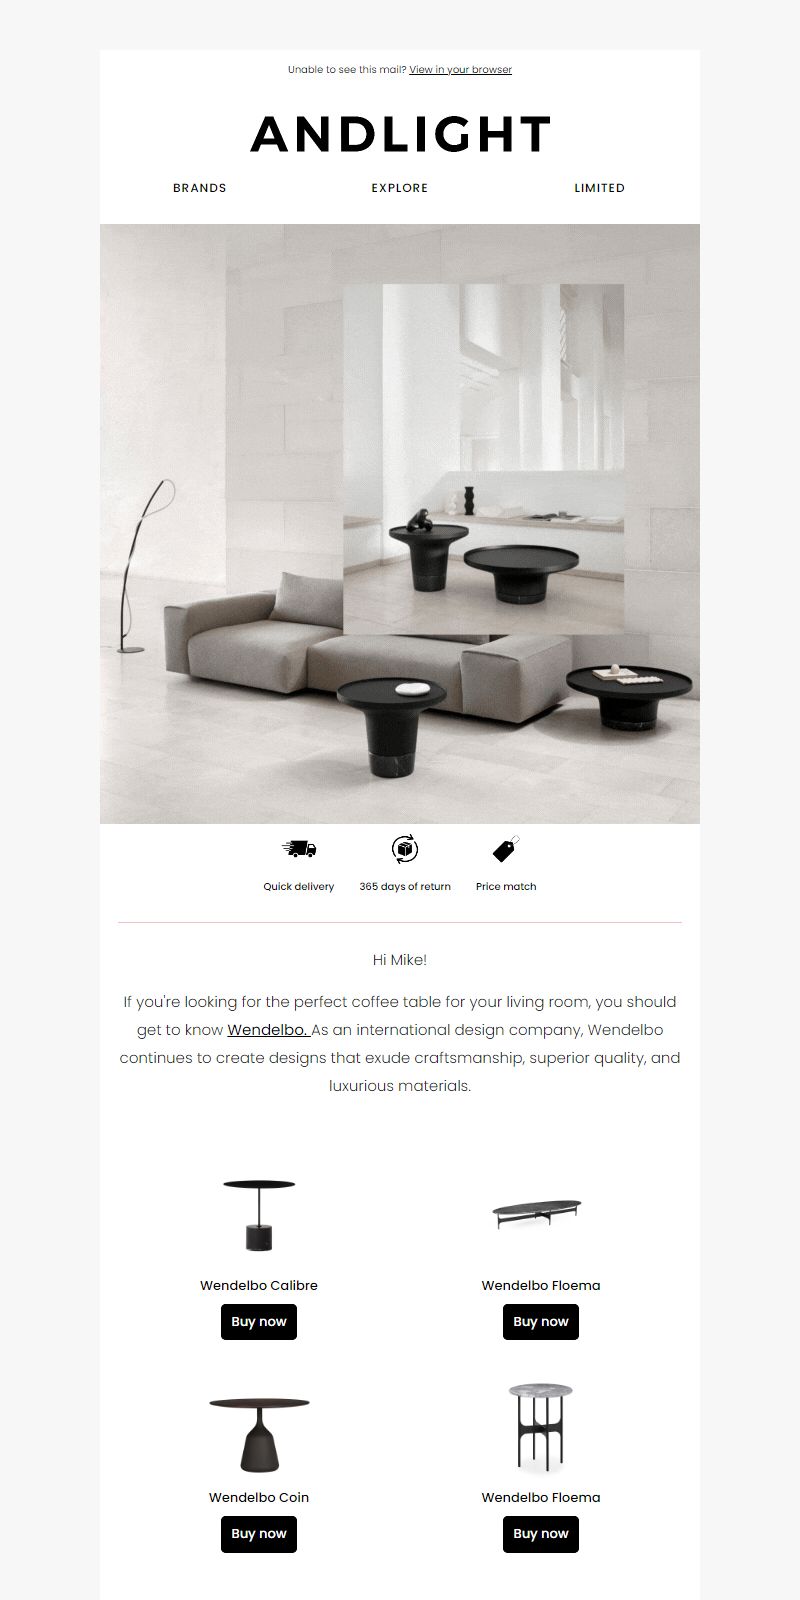 Unable to see this mail? View in your browser
ANDLIGHT
BRANDS EXPLORE LIMITED
Quick delivery 365 days of return Price match
Hi Mike!
If you're looking for the perfect coffee table for your living room, you should
get to know Wendelbo. As an international design company, Wendelbo
continues to create designs that exude craftsmanship, superior quality, and
luxurious materials.
Wendelbo Calibre Wendelbo Floema
Buy now Buy now
Wendelbo Coin Wendelbo Floema
Buy now Buy now